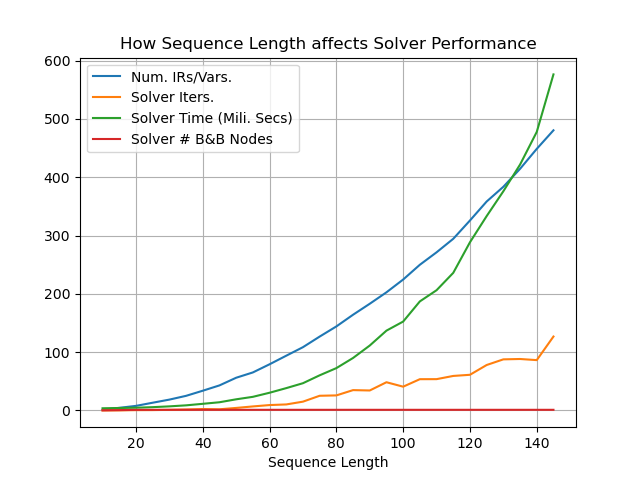 How Sequence Length affects Solver Performance
Num. IRs/Vars.
Solver Iters.
Solver Time (Mili. Secs)
Solver # B&B Nodes
600
500
400
300
200
100
0
20 40 60 80 100 120 140
Sequence Length